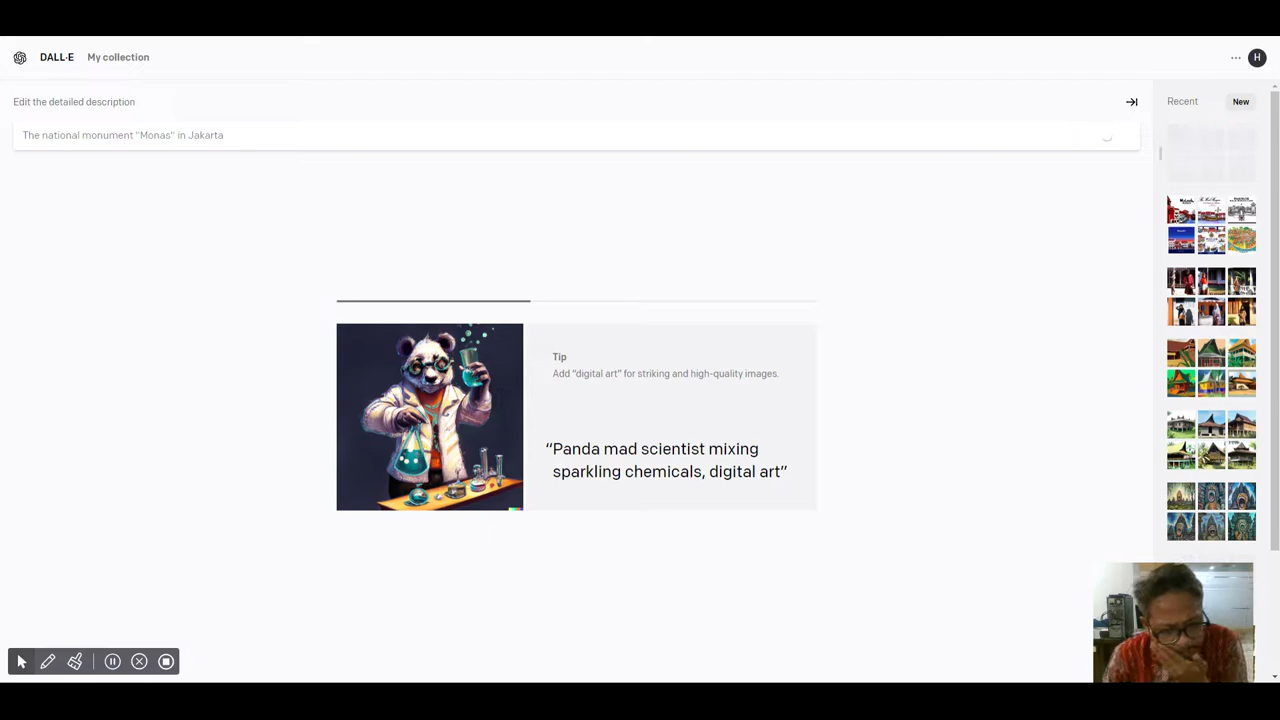 DALL·E
My collection
H
Edit the detailed description
Recent
New
The national monument "Monas" in Jakarta
Tip
Add "digital art" for striking and high-quality images.
“Panda mad scientist mixing
sparkling chemicals, digital art”